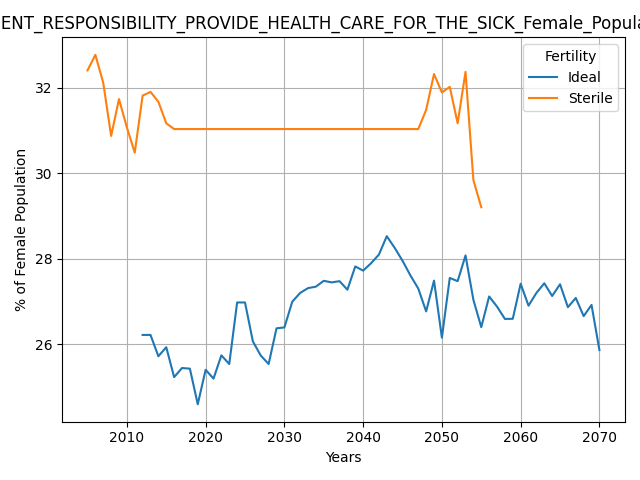 ENT_RESPONSIBILITY_PROVIDE_HEALTH_CARE_FOR_THE_SICK_Female_Popula
Fertility
Ideal
Sterile
% of Female Population
32
30
28
26
2010 2020 2030 2040 2050 2060 2070
Years